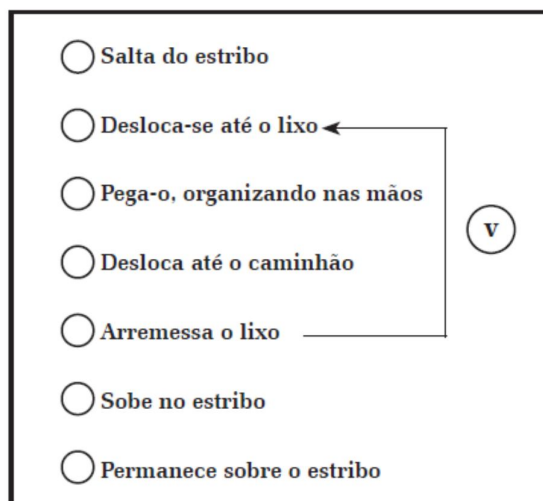 Salta do estribo
Desloca-se até o lixo
Pega-o, organizando nas mãos
v
Desloca até o caminhão
Arremessa o lixo
Sobe no estribo
Permanece sobre o estribo